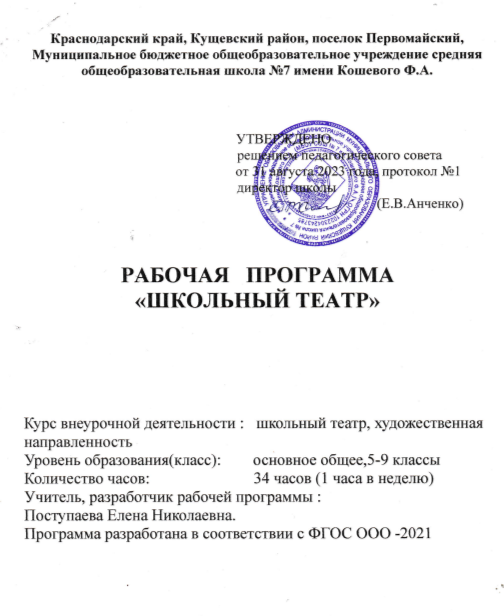 Краснодарский край, Кущевский район, поселок Первомайский,
Муниципальное бюджетное общеобразовательное учреждение средняя
общеобразовательная школа №7 имени Кошевого Ф.А.
УТВЕРЖДЕНО
решением педагогического совета
от 31 августа 2023 года протокол №1
директор школы
(Е.В.Анченко)
РАБОЧАЯ ПРОГРАММА
«ШКОЛЬНЫЙ ТЕАТР»
Курс внеурочной деятельности : школьный театр, художественная
направленность
Уровень образования(класс): основное общее,5-9 классы
Количество часов: 34 часов (1 часа в неделю)
Учитель, разработчик рабочей программы :
Поступаева Елена Николаевна.
Программа разработана в соответствии с ФГОС ООО -2021